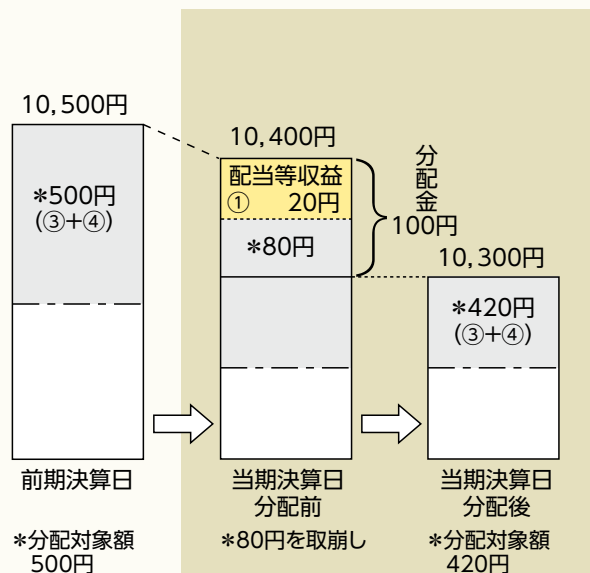 10,500円
*500円
(③+④)
前期決算日
*分配対象額
500円
10,400円
配当等収益
① 20円
*80円
分配金
100円
当期決算日
分配前
*80円を取崩し
10,300円
*420円
(③+④)
当期決算日
分配後
*分配対象額
420円